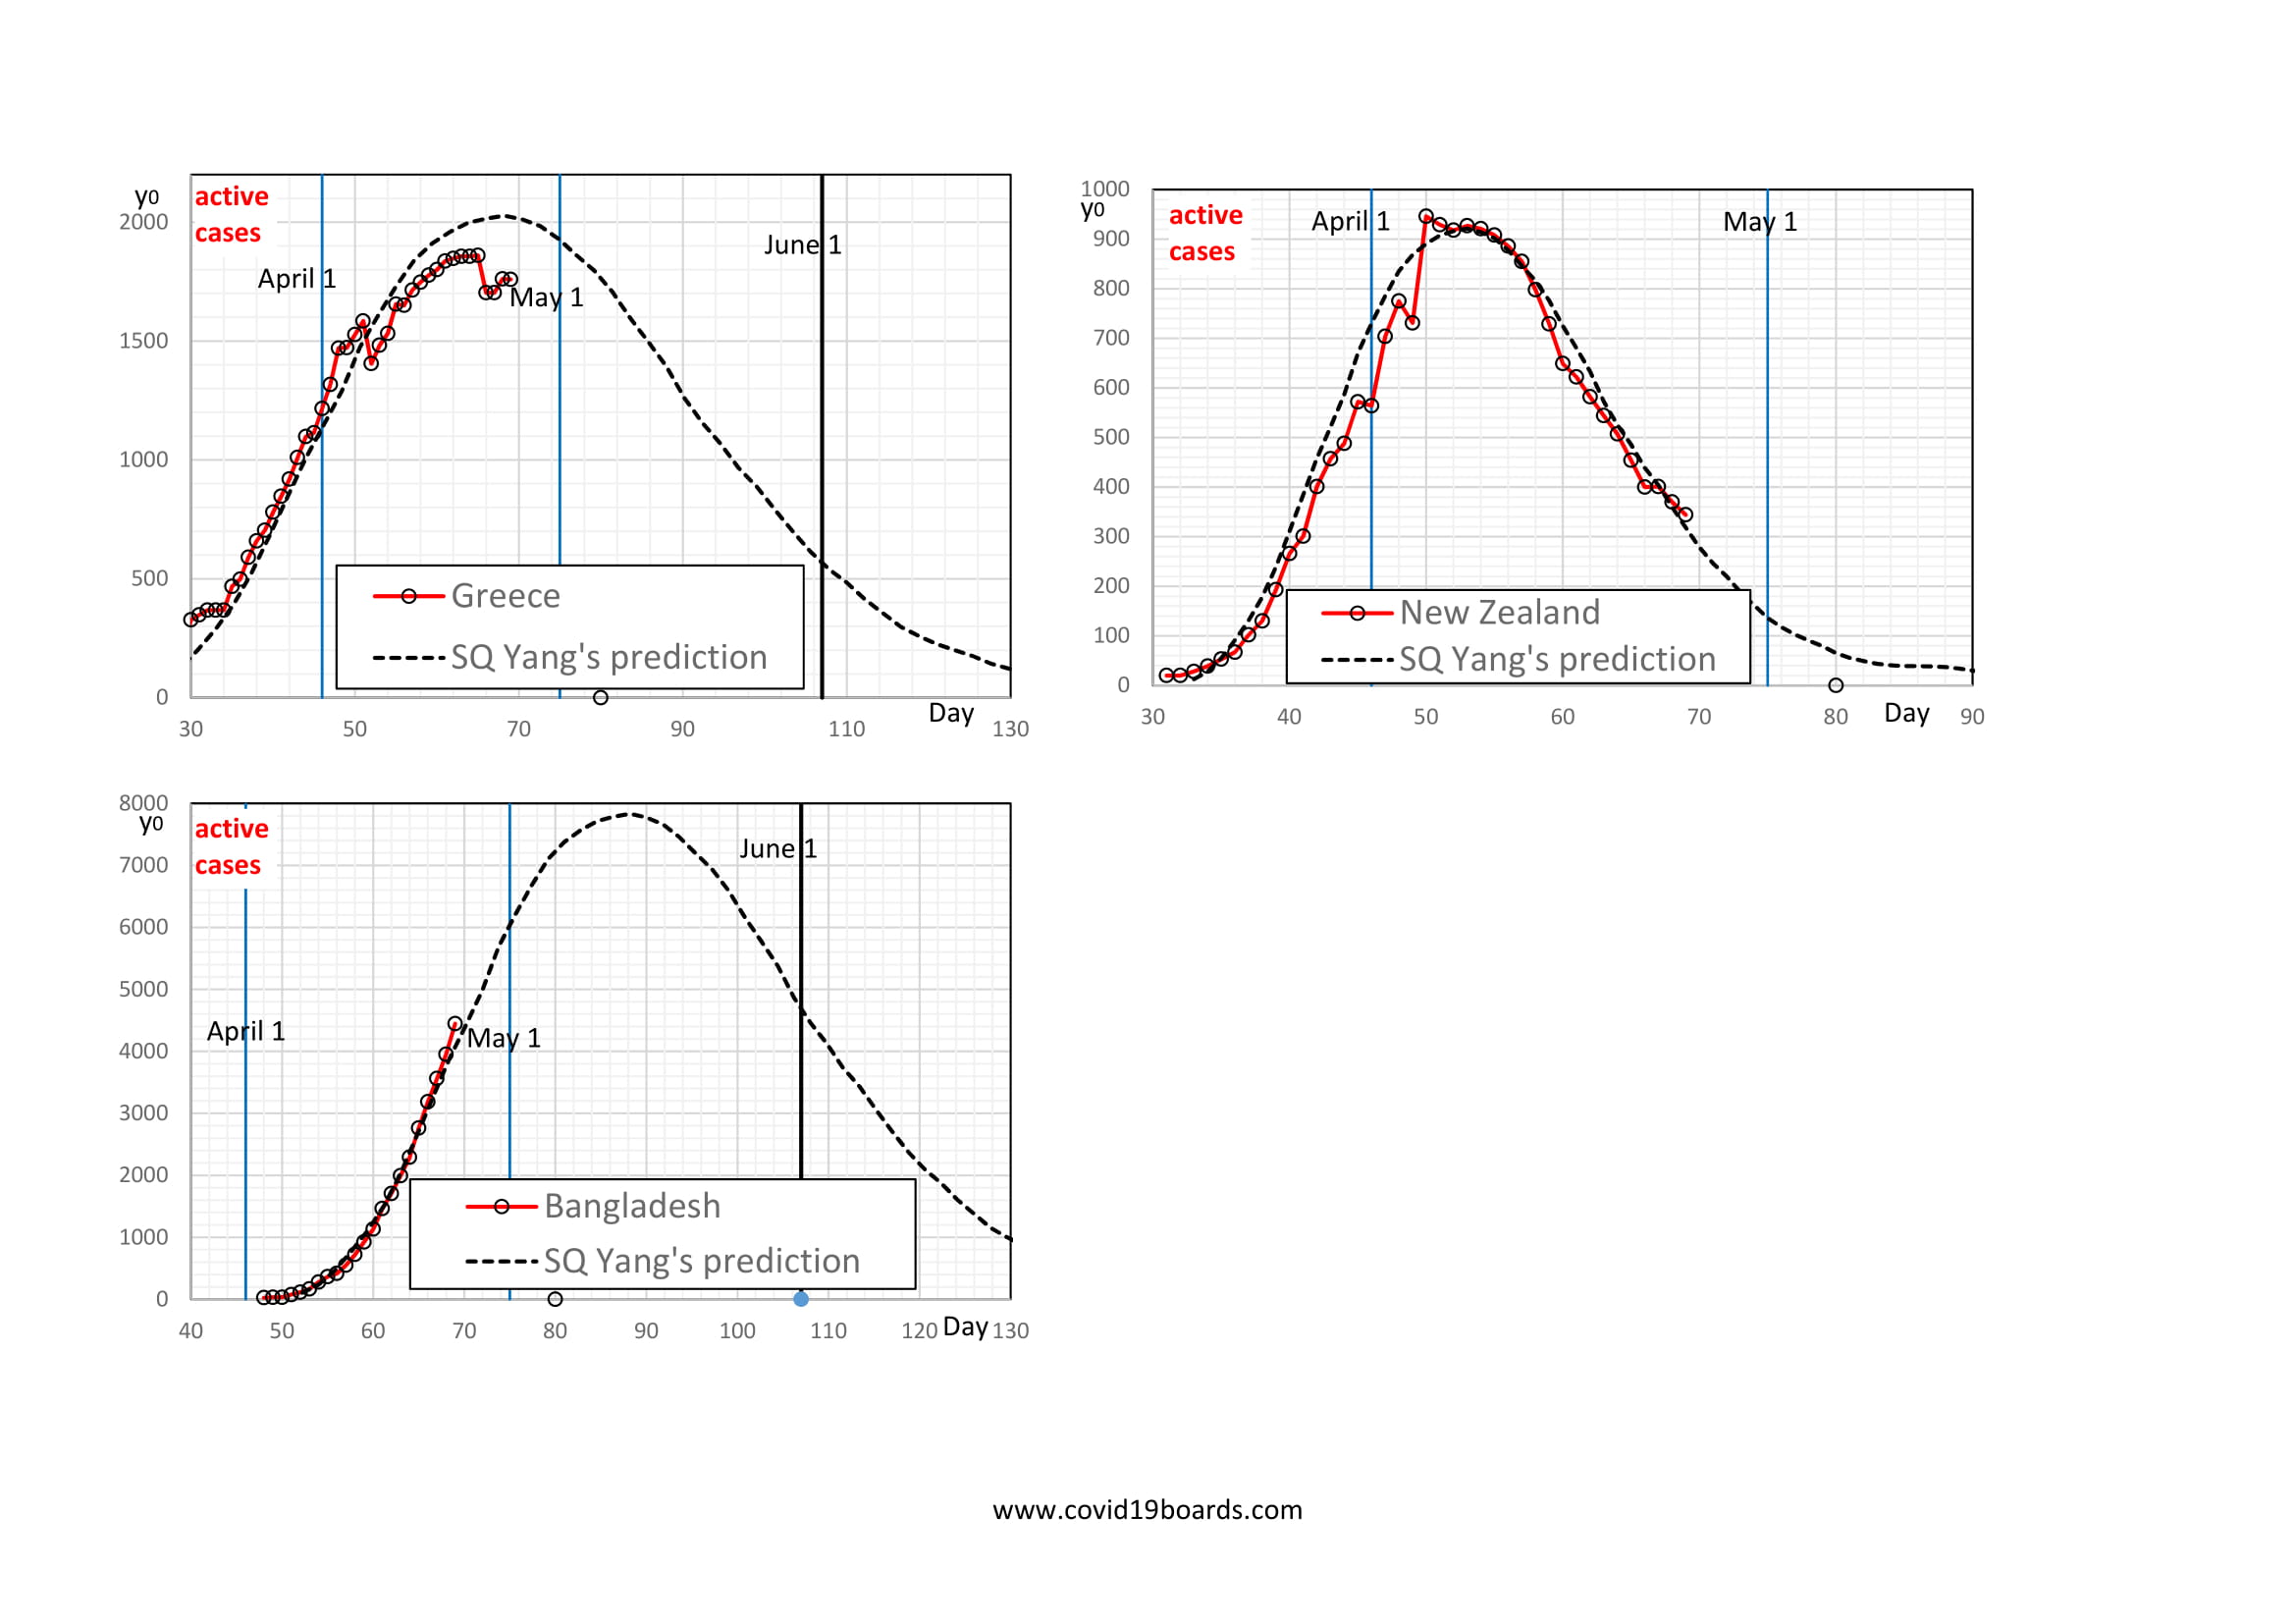 y0
active
cases
2000
1500
1000
500
0
April 1
May 1
June 1
Greece
SQ Yang's prediction
30 50 70 90 110 130
Day
1000
y0
900
800
700
600
500
400
300
200
100
0
active
cases
April 1
May 1
New Zealand
SQ Yang's prediction
30 40 50 60 70 80 90
Day
8000
y0
7000
6000
5000
4000
3000
2000
1000
0
active
cases
April 1
May 1
June 1
Bangladesh
SQ Yang's prediction
40 50 60 70 80 90 100 110 120 130
Day
www.covid19boards.com